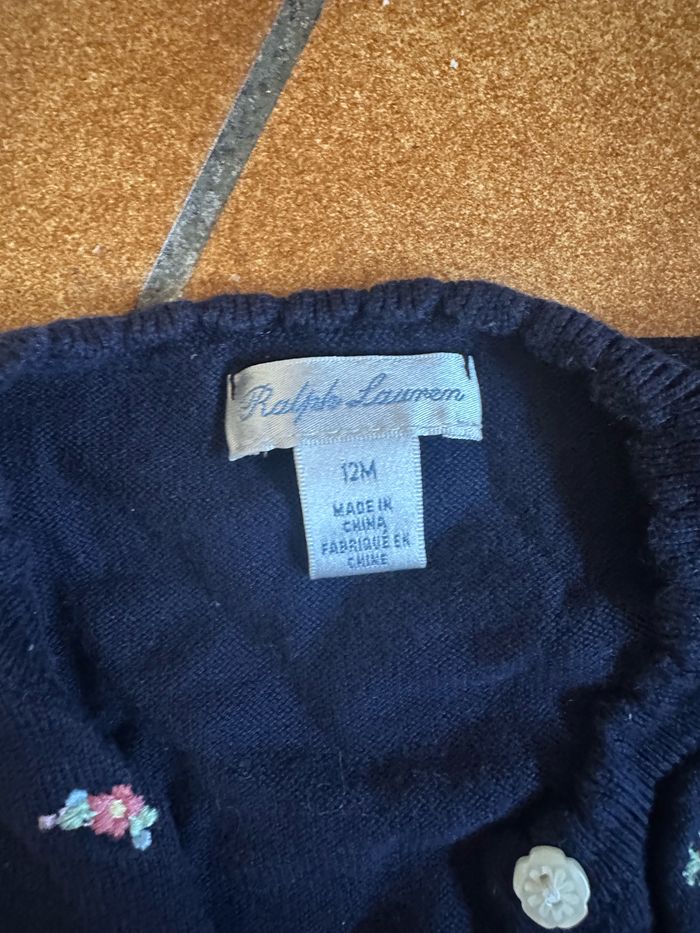 Ralph Lauren
12M
MADE IN
CHINA
FABRIQUÉ EN
CHINE